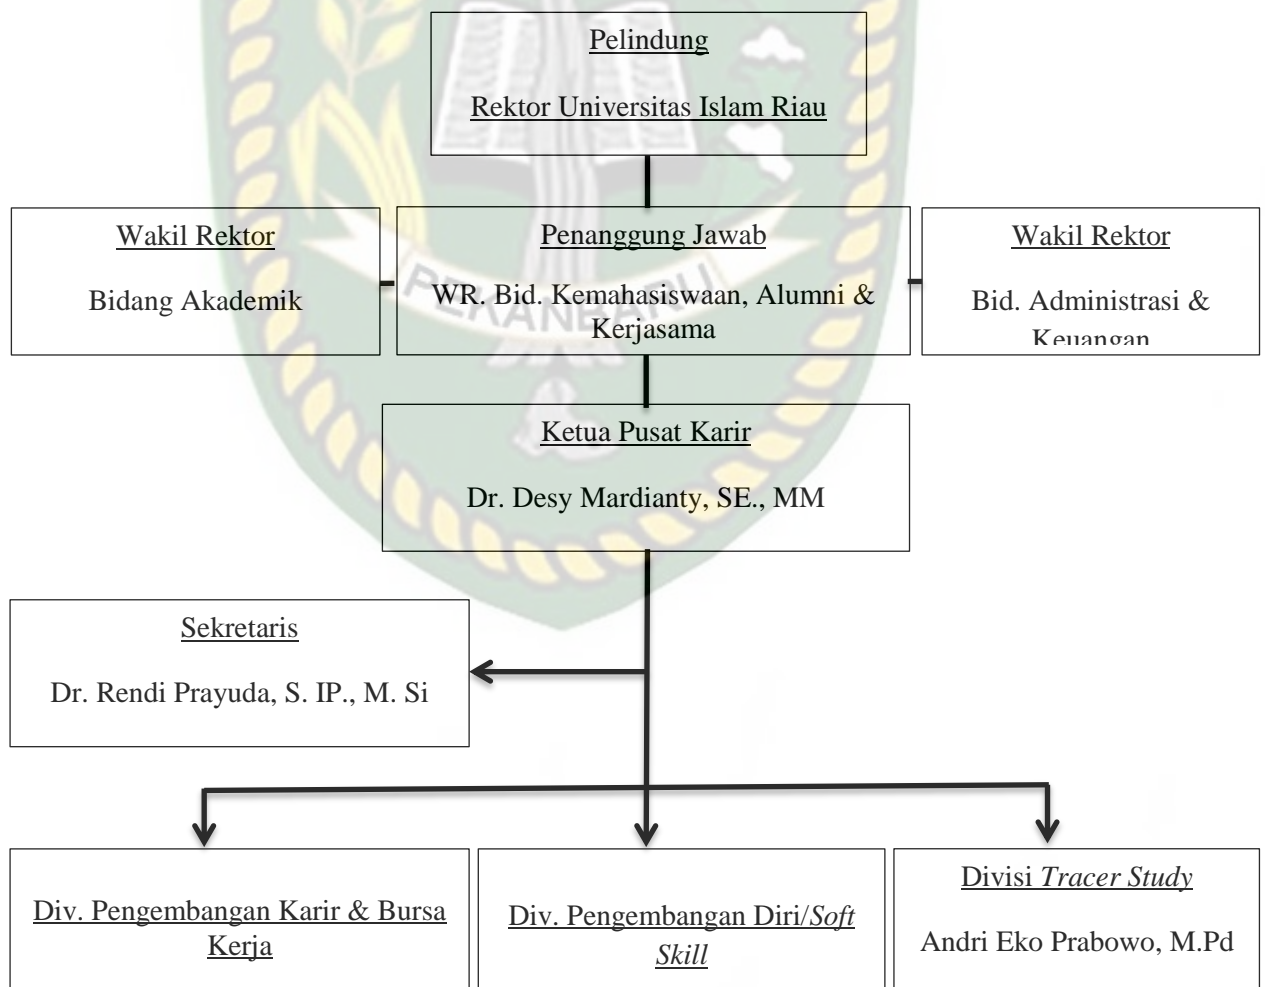 Pelindung
Rektor Universitas Islam Riau
Wakil Rektor
Bidang Akademik
Penanggung Jawab
WR. Bid. Kemahasiswaan, Alumni &
Kerjasama
Wakil Rektor
Bid. Administrasi &
Keuangan
PEKANBARU
Ketua Pusat Karir
Dr. Desy Mardianty, SE., MM
Sekretaris
Dr. Rendi Prayuda, S. IP., M. Si
Div. Pengembangan Karir & Bursa
Kerja
Div. Pengembangan Diri/Soft
Skill
Divisi Tracer Study
Andri Eko Prabowo, M.Pd